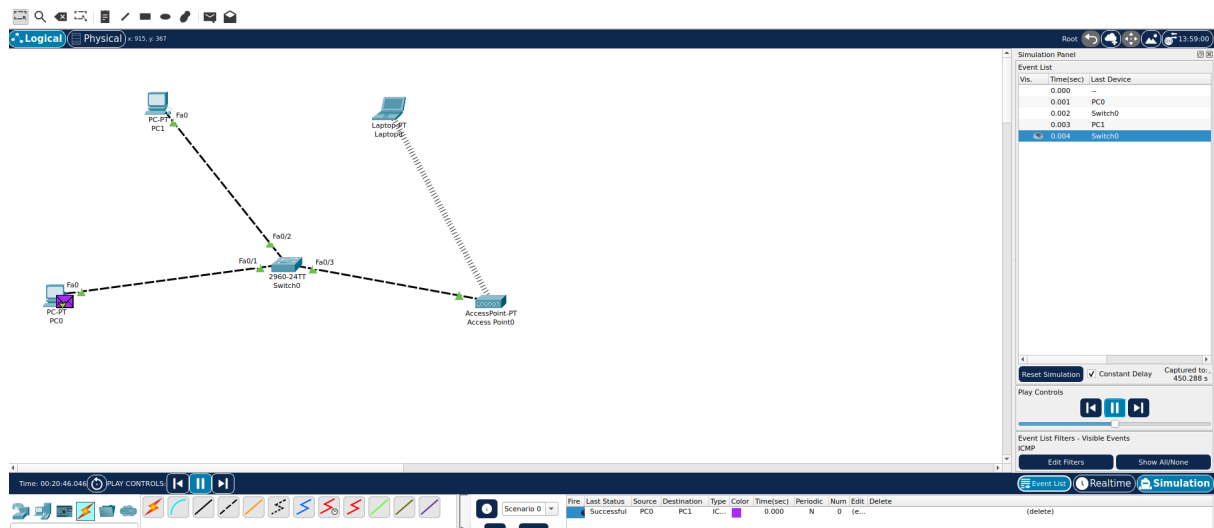 Logical Physical x: 915, y: 367 Root 13:59:00
Simulation Panel
Event List
Vis. Time(sec) Last Device
0.000 --
0.001 PC0
0.002 Switch0
0.003 PC1
0.004 Switch0
Fa0
PC-PT
PC1
Laptop-PT
Fa0/2
Fa0/1 Fa0/3
2960-24TT
Switch0
Fa0
PC-PT
PC0
AccessPoint-PT
Access Point0
Reset Simulation Constant Delay Captured to:
450.288 s
Play Controls
Event List Filters - Visible Events
ICMP
Edit Filters Show All/None
Time: 00:20:46.046 PLAY CONTROLS: Event List Realtime Simulation
Scenario 0
Fire Last Status Source Destination Type Color Time(sec) Periodic Num Edit Delete
Successful PC0 PC1 IC... 0.000 N 0 (e... (delete)